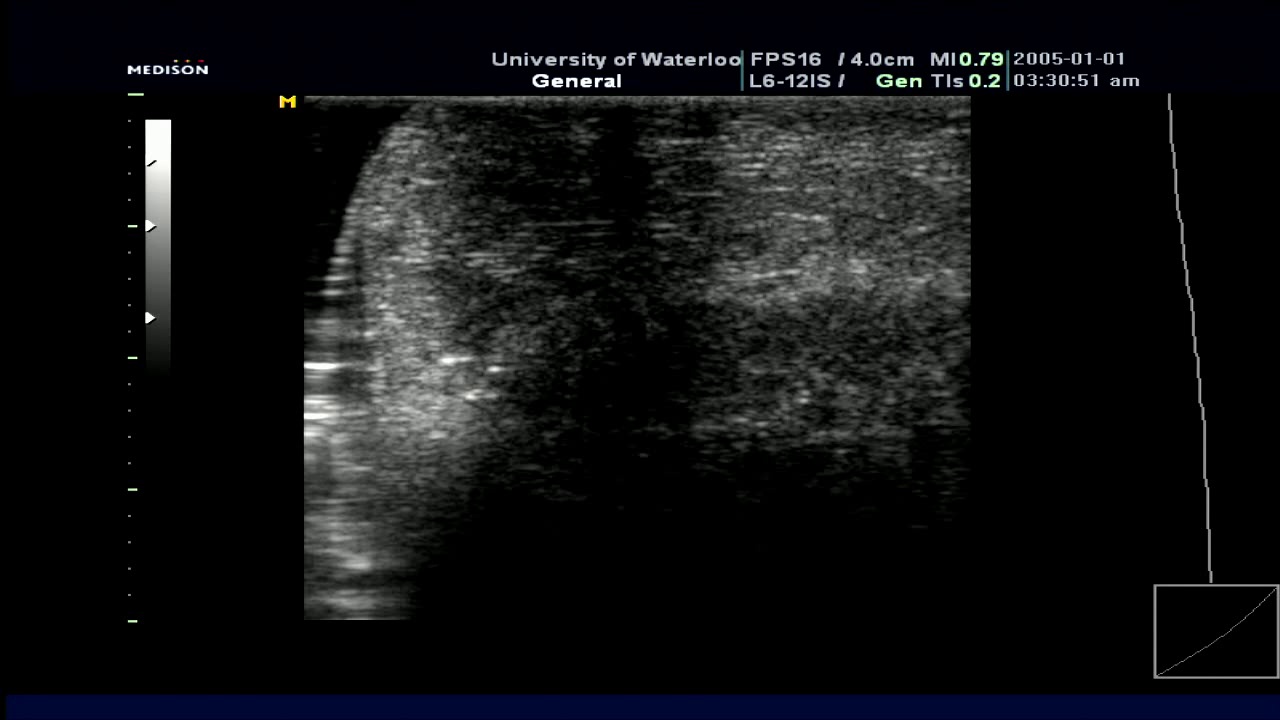 MEDISON
University of Waterloo FPS16 / 4.0cm MI 0.79 2005-01-01
General L6-12IS / Gen TIs 0.2 03:30:51 am
M